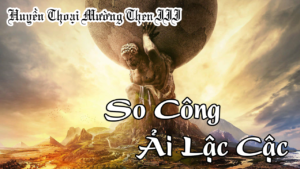 Huyền Thoại Mường Then III
So Công
Ải Lậc Cậc